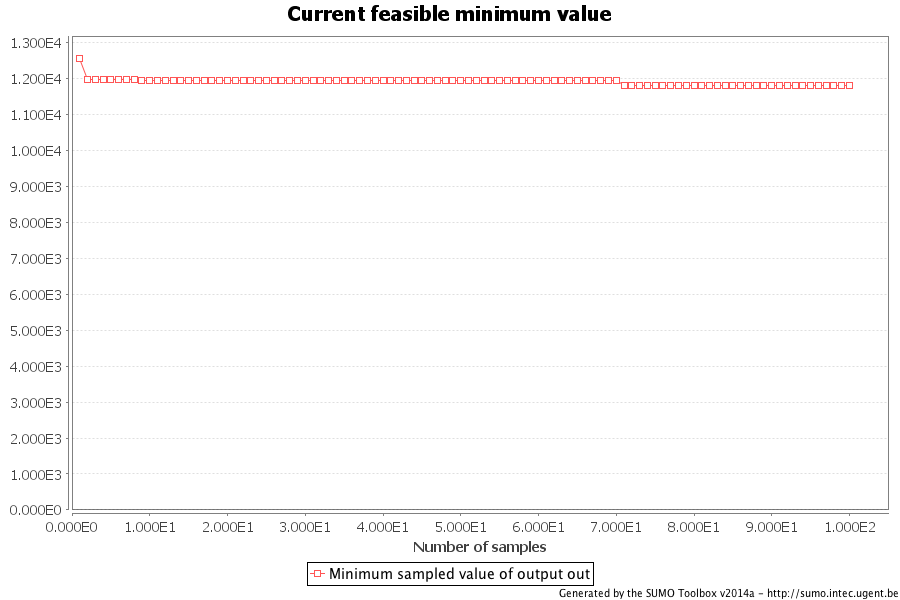 Current feasible minimum value
1.300E4
1.200E4
1.100E4
1.000E4
9.000E3
8.000E3
7.000E3
6.000E3
5.000E3
4.000E3
3.000E3
2.000E3
1.000E3
0.000E0
0.000E0 1.000E1 2.000E1 3.000E1 4.000E1 5.000E1 6.000E1 7.000E1 8.000E1 9.000E1 1.000E2
Number of samples
Minimum sampled value of output out
Generated by the SUMO Toolbox v2014a - http://sumo.intec.ugent.be